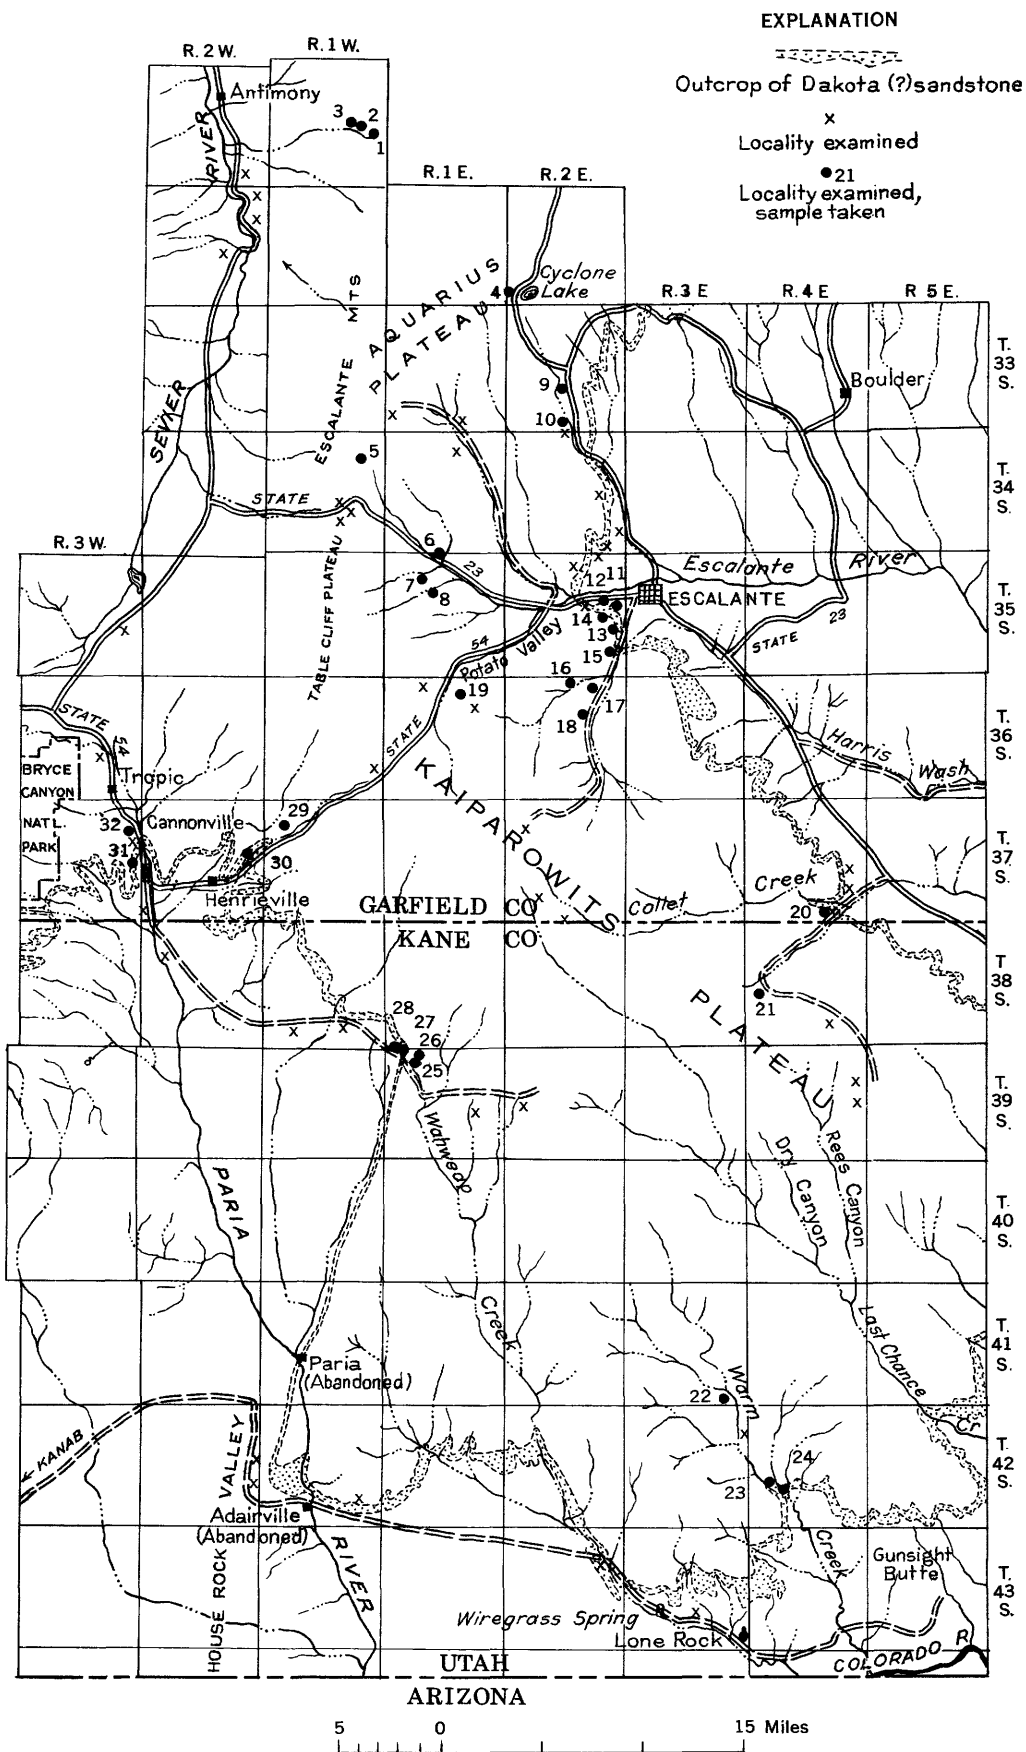 EXPLANATION
Outcrop of Dakota (?) sandstone
x
Locality examined
21
Locality examined,
sample taken
R. 2 W.
R. 1 W.
Antimony
3
2
1
RIVER
R. 1 E.
R. 2 E.
Cyclone
Lake
4
AQUARIUS
PLATEAU
ESCALANTE MTS
R. 3 E
R. 4 E
R 5 E.
T.
33
S.
SEVIER
9
10
Boulder
5
T.
34
S.
STATE
R. 3 W.
6
23
7
8
TABLE CLIFF PLATEAU
12
11
14
13
15
Escalante
River
ESCALANTE
23
STATE
T.
35
S.
54
Potato Valley
16
17
18
19
STATE
STATE
54
T.
36
S.
Harris
Wash
BRYCE
CANYON
NAT'L.
PARK
Tropic
KAIPAROWITS
PLATEAU
32
Cannonville
29
31
30
Henrieville
T.
37
S.
Creek
Collet
20
GARFIELD CO
KANE CO
T
38
S.
21
28
27
26
25
T.
39
S.
Wahweap
Creek
Dry Canyon
Rees Canyon
PARIA
T.
40
S.
Paria
(Abandoned)
Last Chance
Cr
T.
41
S.
22
Warm
KANAB
HOUSE ROCK VALLEY
24
23
T.
42
S.
Adairville
(Abandoned)
RIVER
Creek
Gunsight
Butte
T.
43
S.
Wiregrass Spring
Lone Rock
COLORADO R
UTAH
ARIZONA
5 0 15 Miles